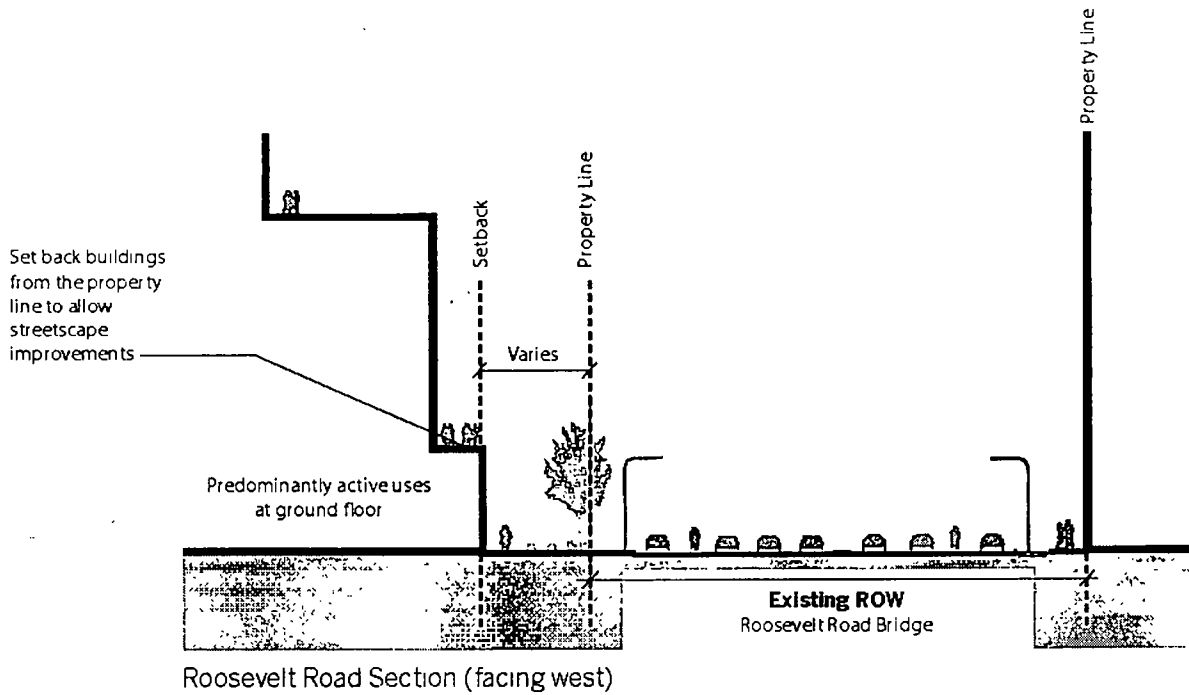 Property Line
Setback
Property Line
Set back buildings
from the property
line to allow
streetscape
improvements
Varies
Predominantly active uses
at ground floor
Existing ROW
Roosevelt Road Bridge
Roosevelt Road Section (facing west)